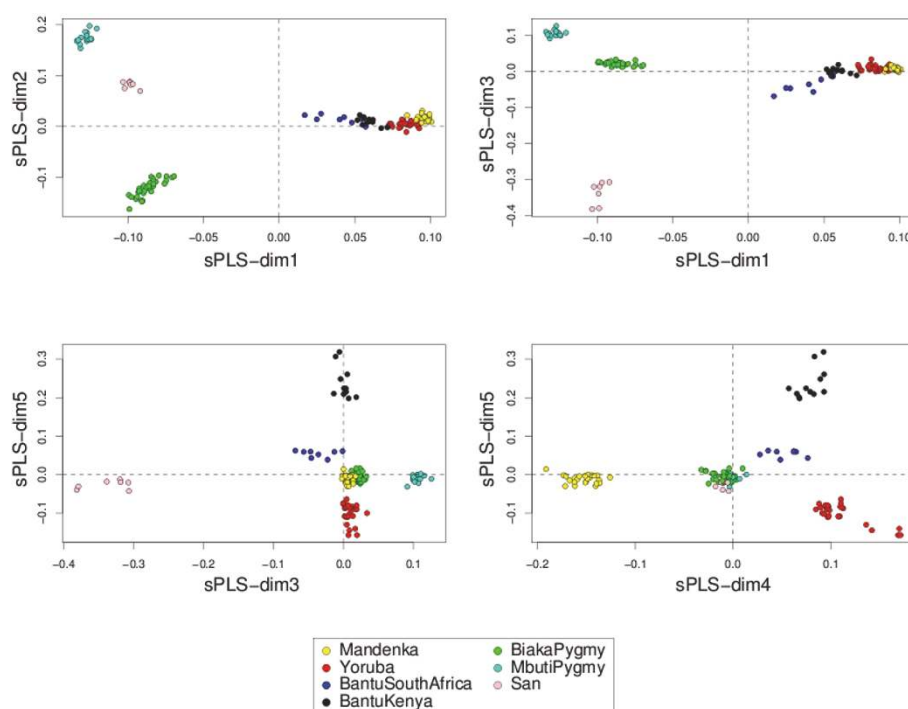 0.2
0.1
0.0
−0.1
sPLS−dim2
−0.10 −0.05 0.00 0.05 0.10
sPLS−dim1
0.1
0.0
−0.1
−0.2
−0.3
−0.4
sPLS−dim3
−0.10 −0.05 0.00 0.05 0.10
sPLS−dim1
0.3
0.2
0.1
0.0
−0.1
sPLS−dim5
−0.4 −0.3 −0.2 −0.1 0.0 0.1
sPLS−dim3
0.3
0.2
0.1
0.0
−0.1
sPLS−dim5
−0.2 −0.1 0.0 0.1
sPLS−dim4
Mandenka BiakaPygmy
Yoruba MbutiPygmy
BantuSouthAfrica San
BantuKenya